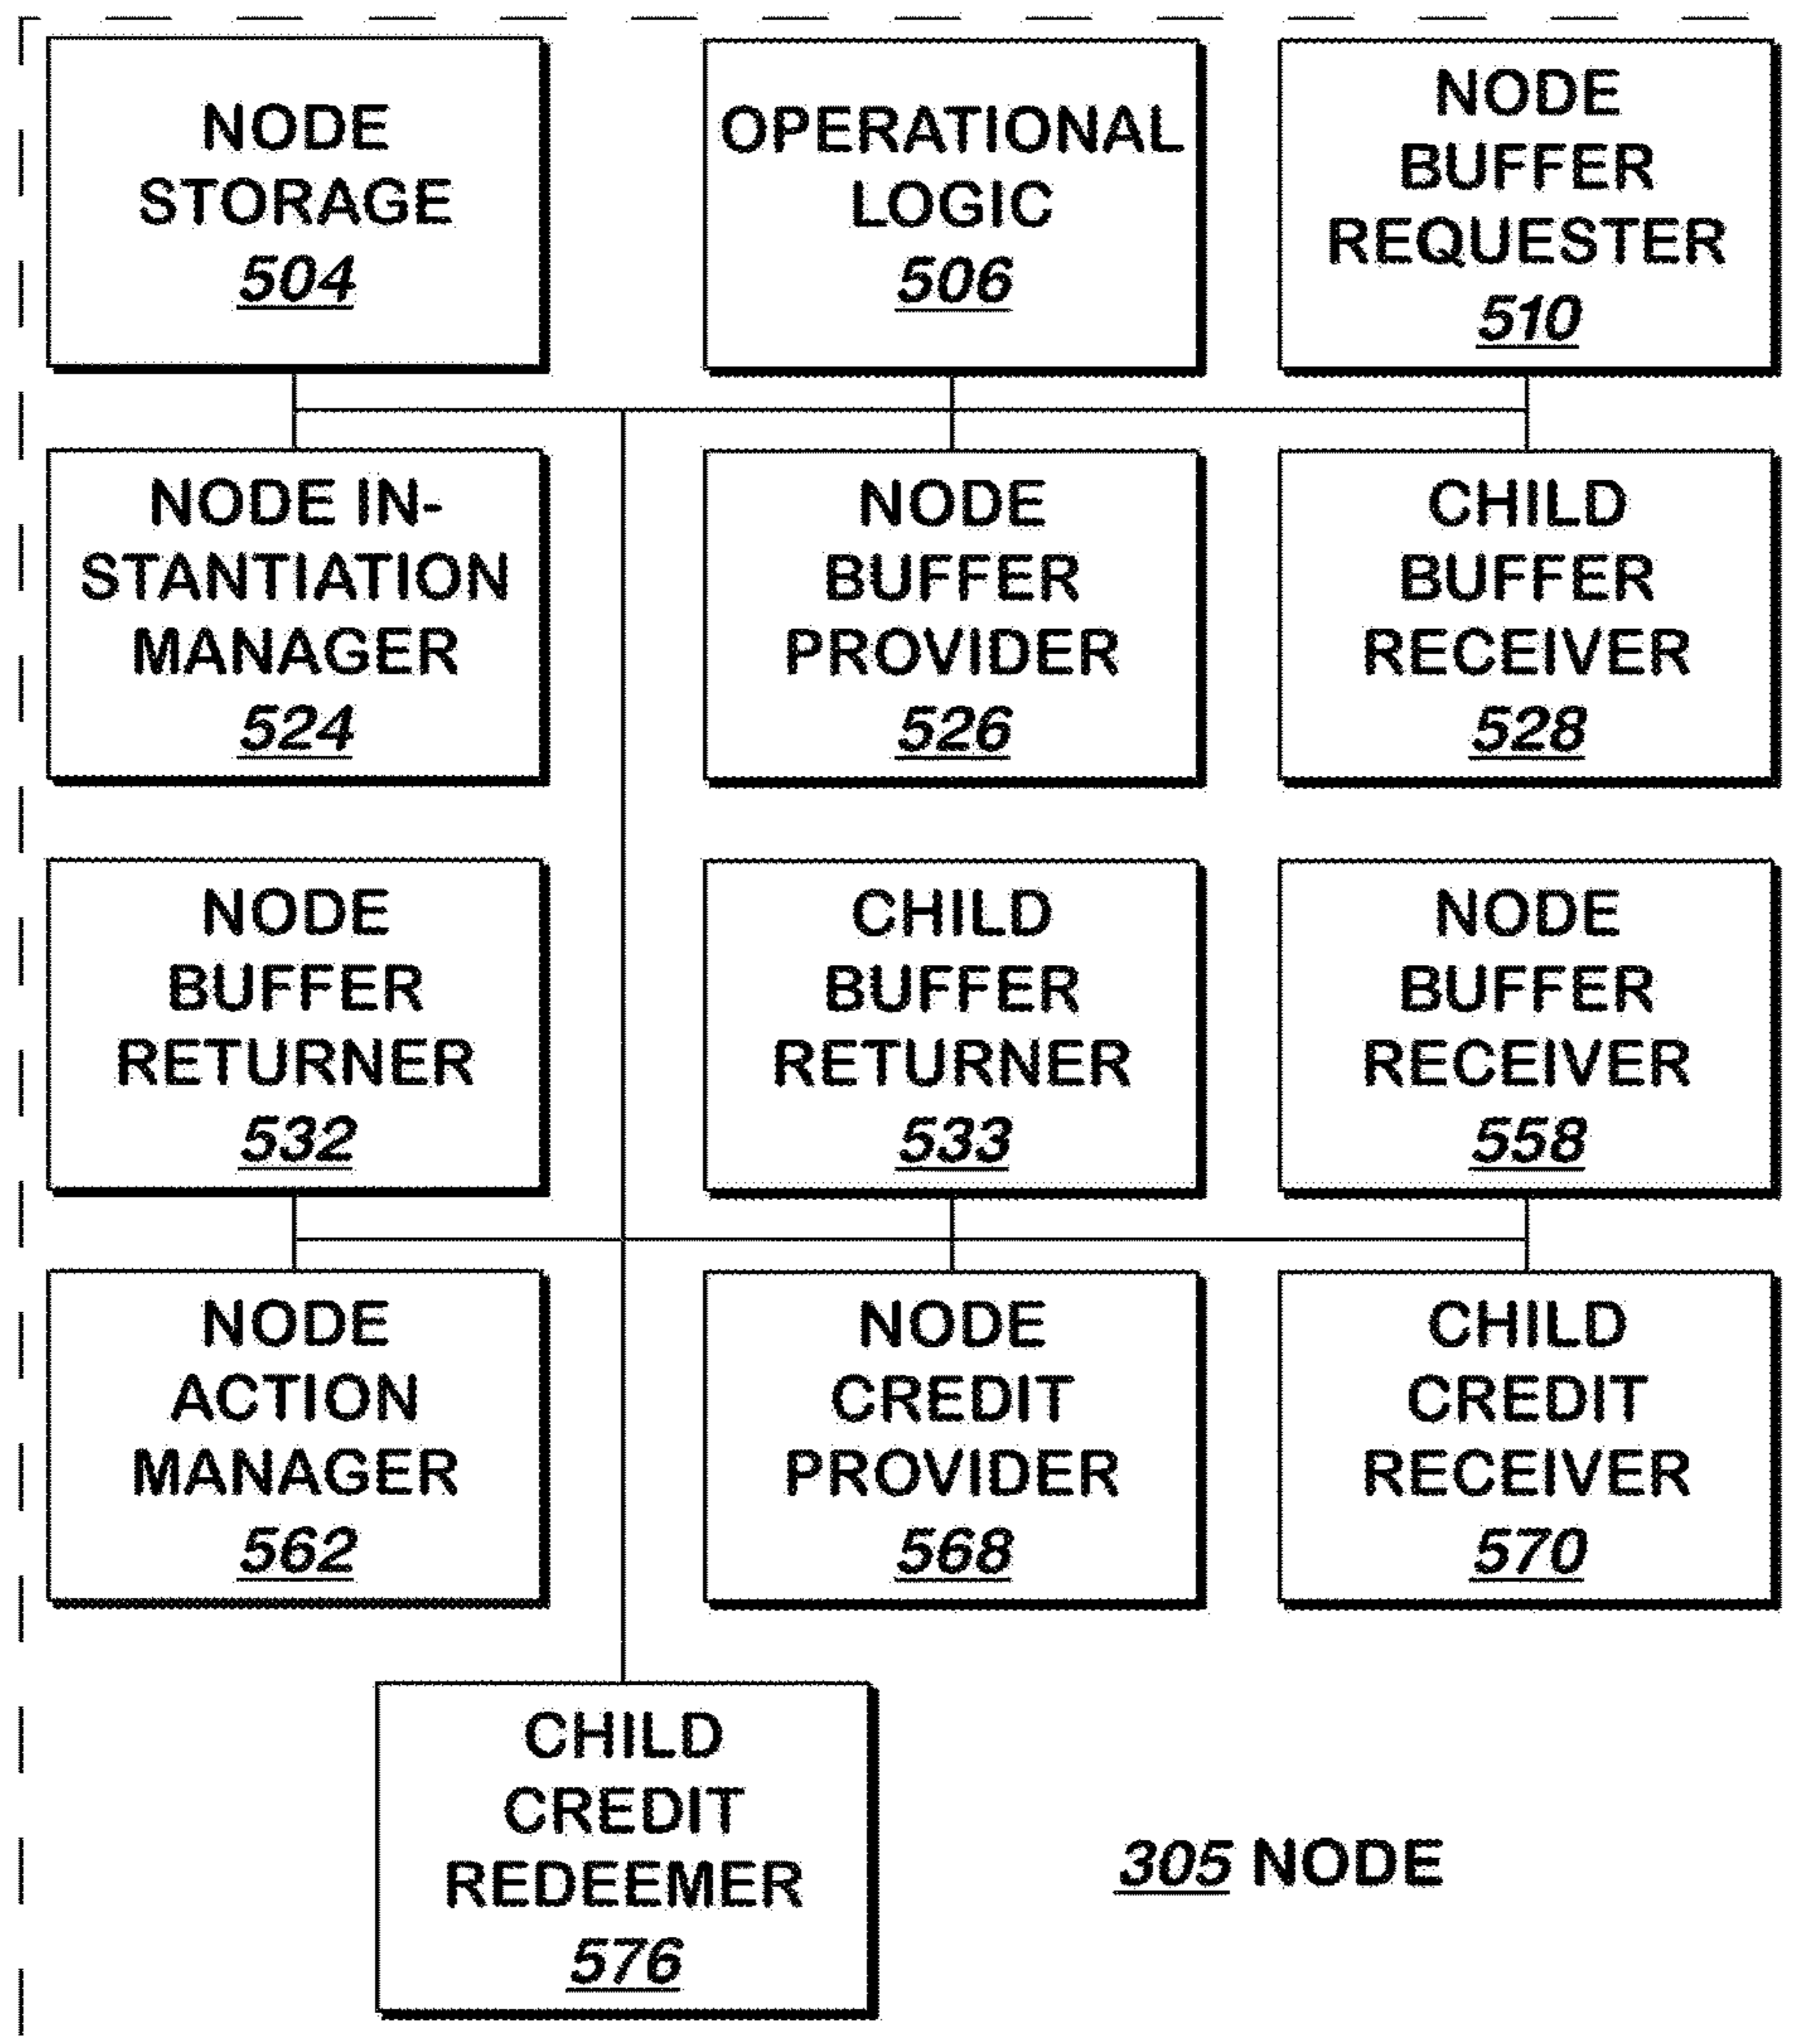 NODE
STORAGE
504
OPERATIONAL
LOGIC
506
NODE
BUFFER
REQUESTER
510
NODE IN-
STANTIATION
MANAGER
524
NODE
BUFFER
PROVIDER
526
CHILD
BUFFER
RECEIVER
528
NODE
BUFFER
RETURNER
532
CHILD
BUFFER
RETURNER
533
NODE
BUFFER
RECEIVER
558
NODE
ACTION
MANAGER
562
NODE
CREDIT
PROVIDER
568
CHILD
CREDIT
RECEIVER
570
CHILD
CREDIT
REDEEMER
576
305 NODE